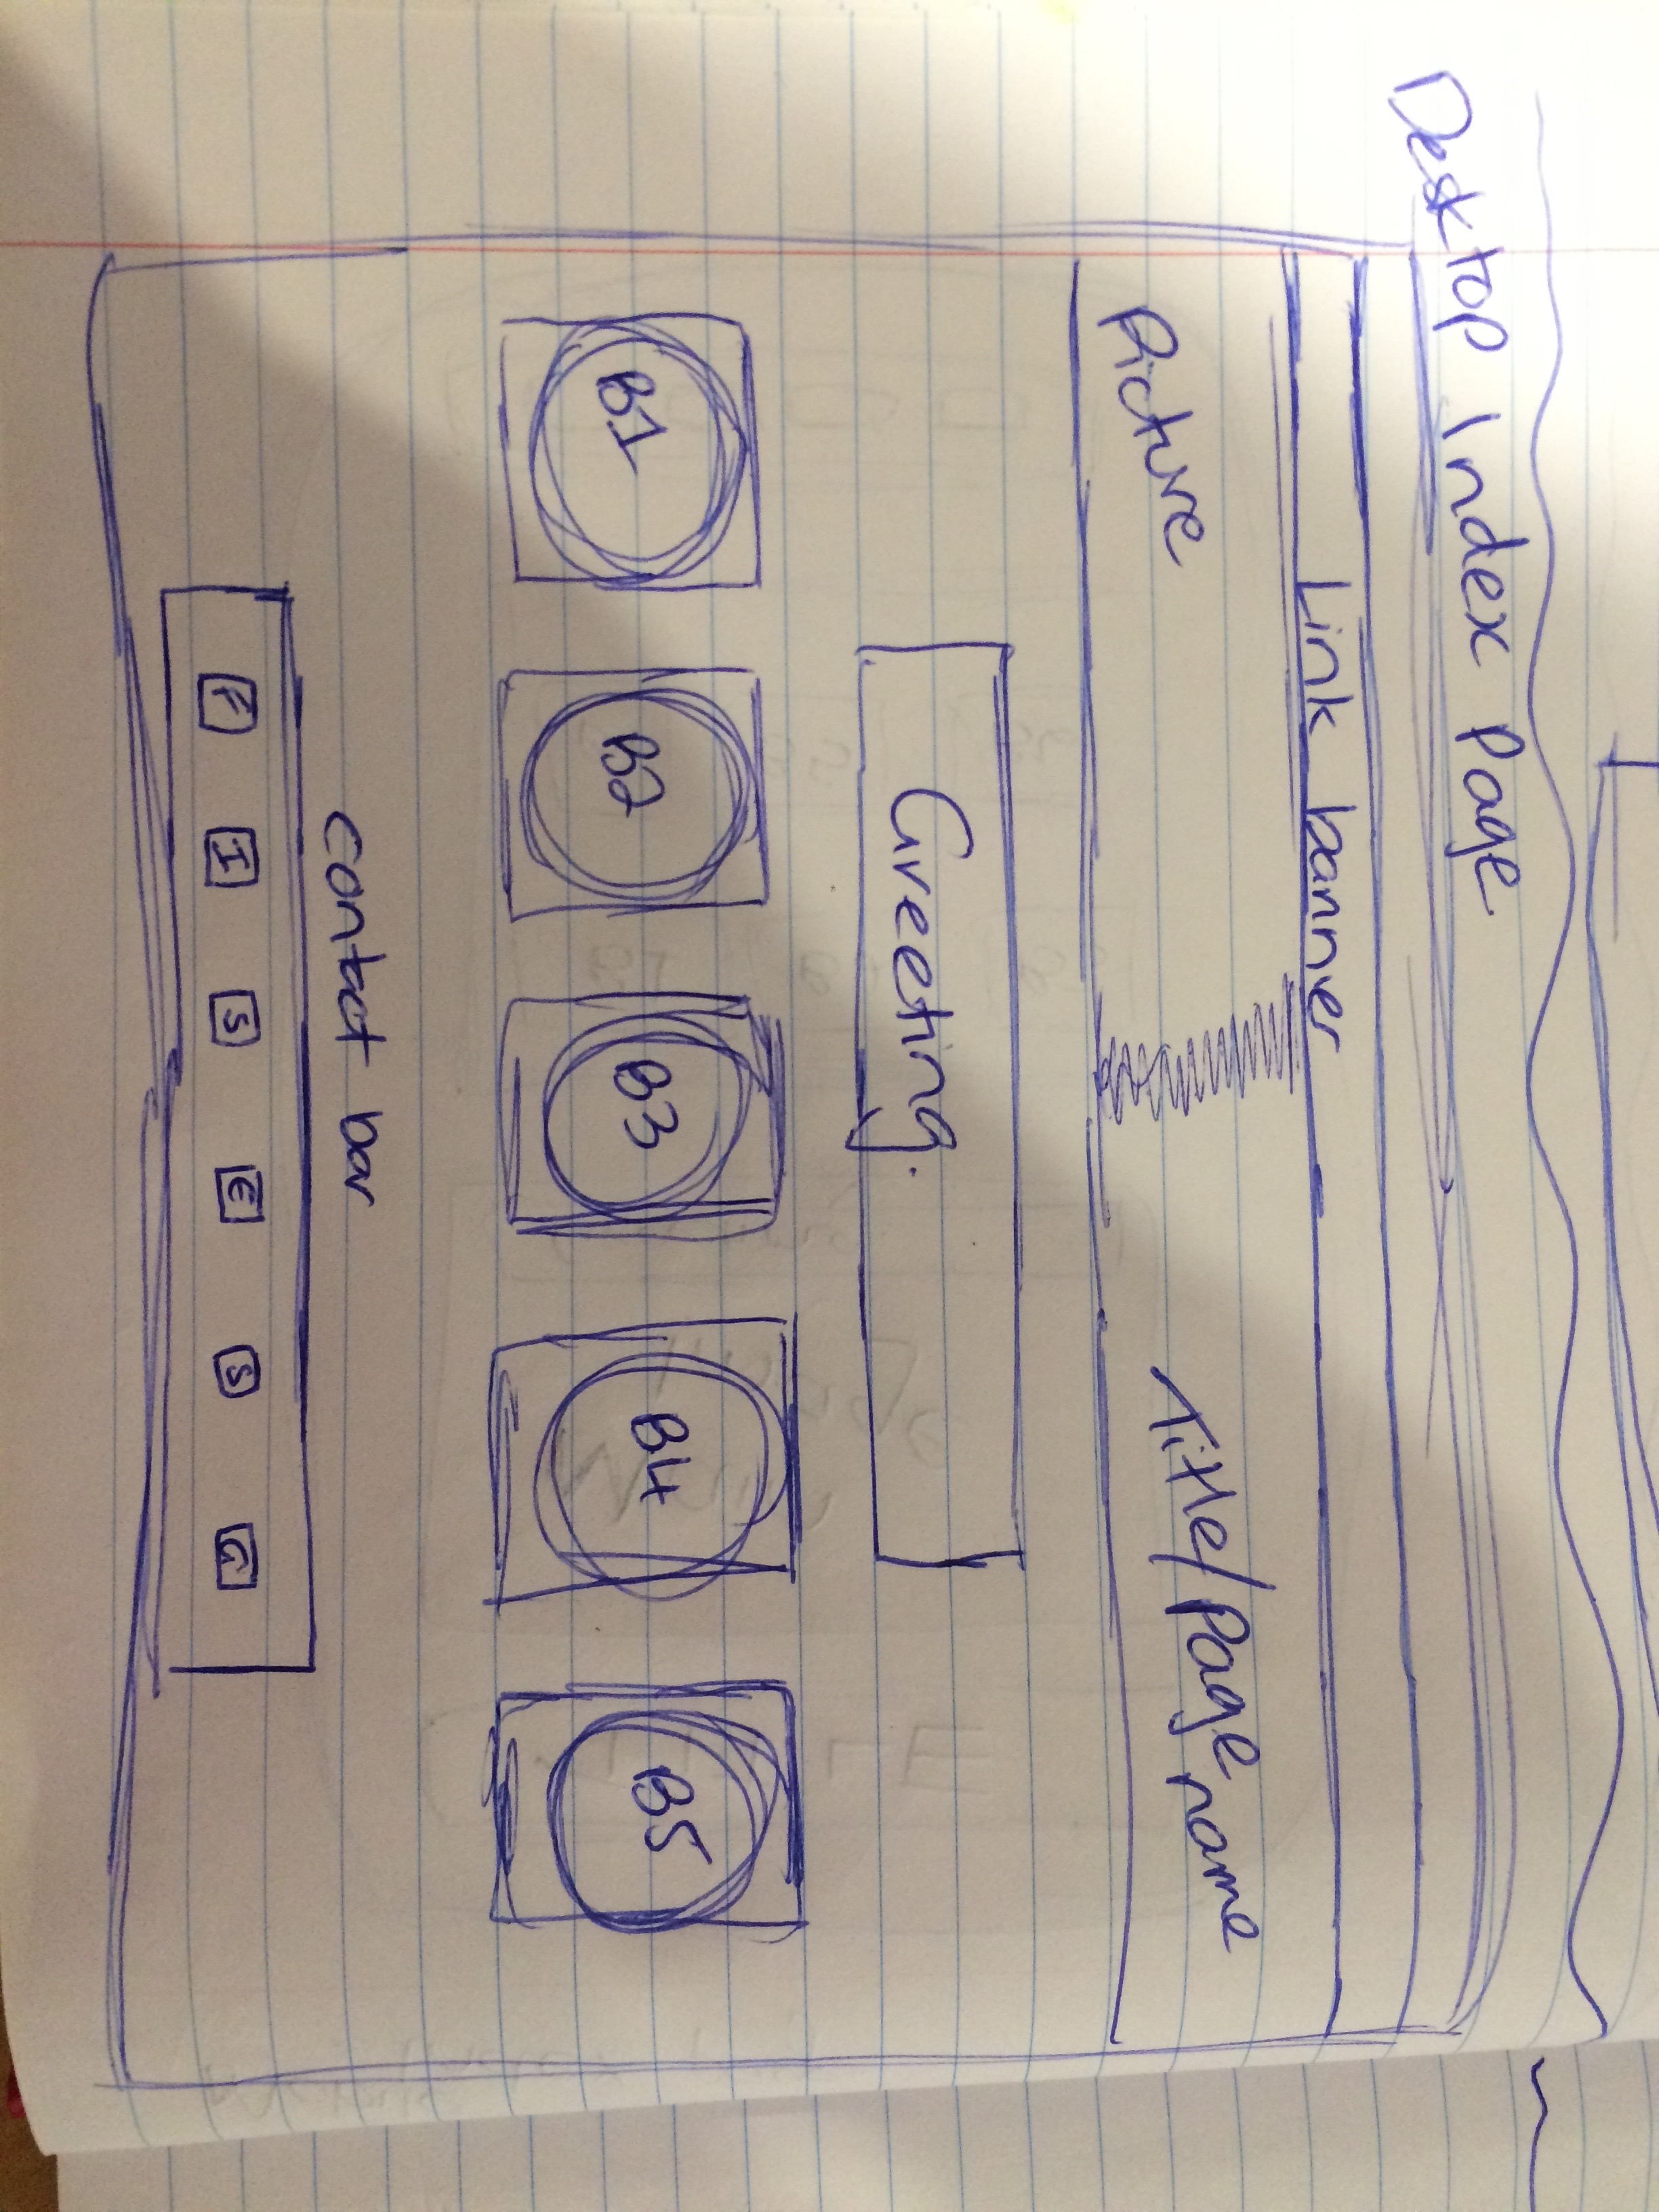 Desktop Index Page
Link banner
Picture Title/Page name
Greeting.
B1 B2 B3 B4 B5
contact bar
F I S E S G